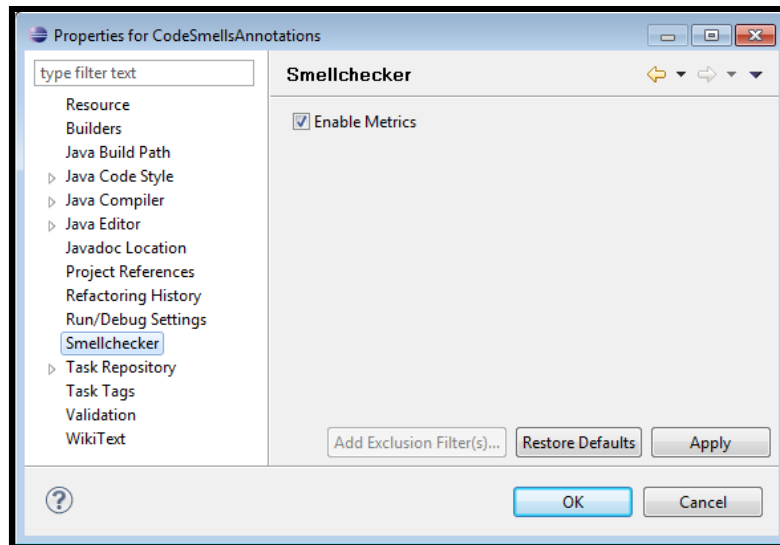 Properties for CodeSmellsAnnotations
type filter text
Resource
Builders
Java Build Path
Java Code Style
Java Compiler
Java Editor
Javadoc Location
Project References
Refactoring History
Run/Debug Settings
Smellchecker
Task Repository
Task Tags
Validation
WikiText
Smellchecker
Enable Metrics
Add Exclusion Filter(s)... Restore Defaults Apply
? OK Cancel